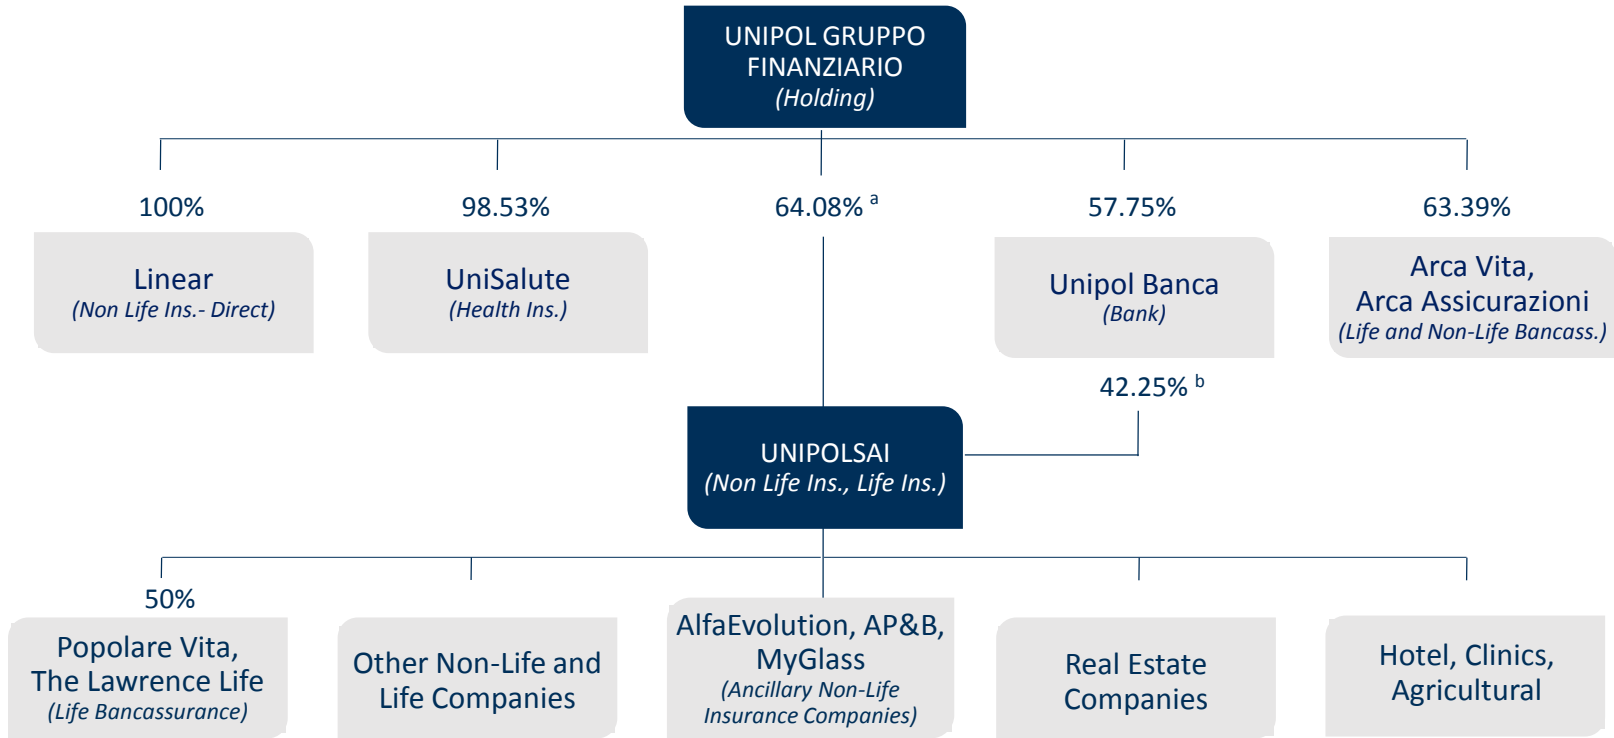 UNIPOL GRUPPO
FINANZIARIO
(Holding)
100%
98.53%
64.08% a
57.75%
63.39%
Linear
(Non Life Ins.- Direct)
UniSalute
(Health Ins.)
Unipol Banca
(Bank)
Arca Vita,
Arca Assicurazioni
(Life and Non-Life Bancass.)
42.25% b
UNIPOLSAI
(Non Life Ins., Life Ins.)
50%
Popolare Vita,
The Lawrence Life
(Life Bancassurance)
Other Non-Life and
Life Companies
AlfaEvolution, AP&B,
MyGlass
(Ancillary Non-Life
Insurance Companies)
Real Estate
Companies
Hotel, Clinics,
Agricultural